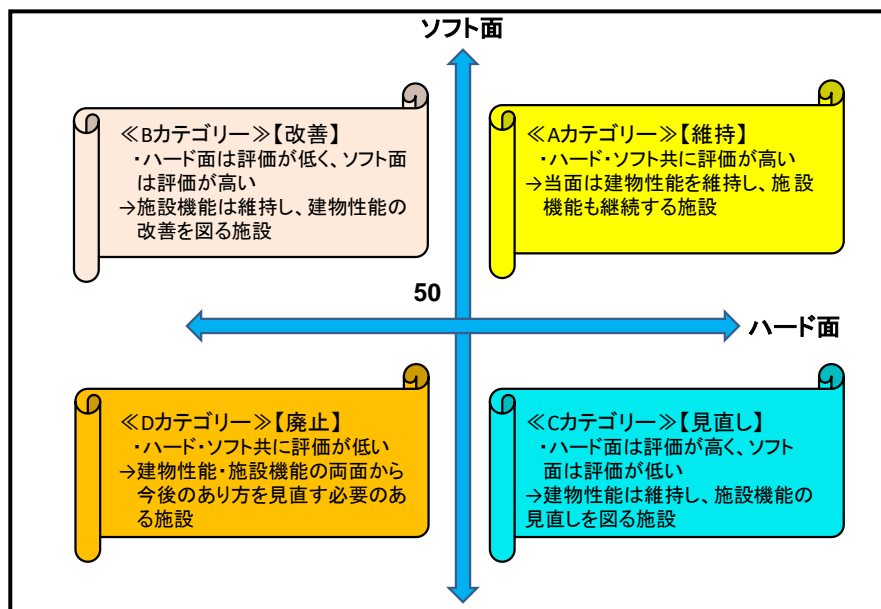 ソフト面
≪Bカテゴリー≫【改善】
・ハード面は評価が低く、ソフト面
は評価が高い
→施設機能は維持し、建物性能の
改善を図る施設
≪Aカテゴリー≫【維持】
・ハード・ソフト共に評価が高い
→当面は建物性能を維持し、施設
機能も継続する施設
50
ハード面
≪Dカテゴリー≫【廃止】
・ハード・ソフト共に評価が低い
→建物性能・施設機能の両面から
今後のあり方を見直す必要のあ
る施設
≪Cカテゴリー≫【見直し】
・ハード面は評価が高く、ソフト
面は評価が低い
→建物性能は維持し、施設機能の
見直しを図る施設